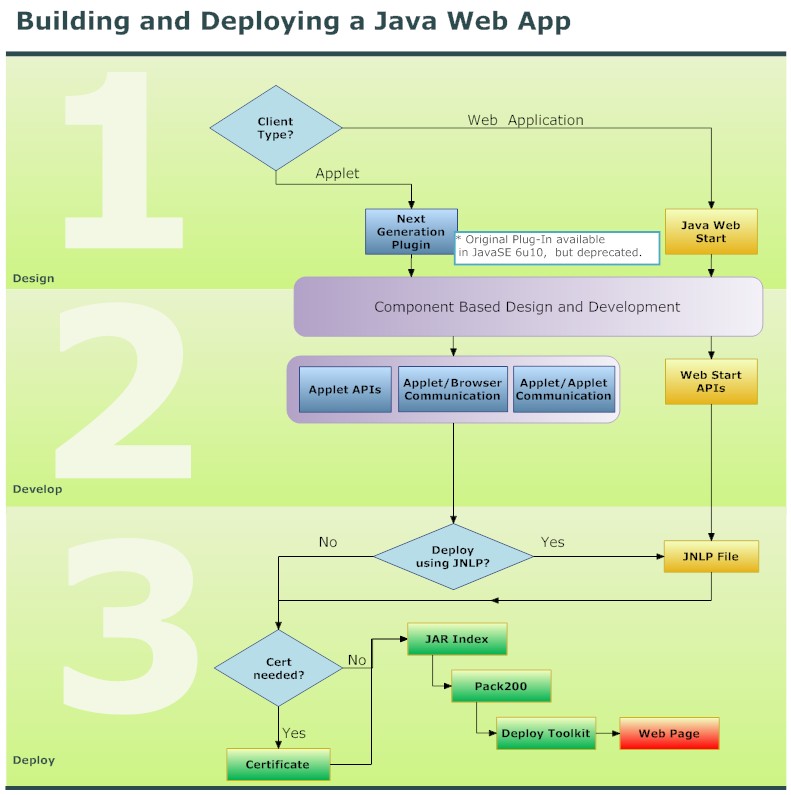 Building and Deploying a Java Web App
1
Client
Type?
Web Application
Applet
Next
Generation
Plugin
* Original Plug-In available
in JavaSE 6u10, but deprecated.
Java Web
Start
Design
Component Based Design and Development
2
Applet APIs
Applet/Browser
Communication
Applet/Applet
Communication
Web Start
APIs
Develop
3
No
Deploy
using JNLP?
Yes
JNLP File
Cert
needed?
No
JAR Index
Pack200
Yes
Deploy Toolkit
Web Page
Certificate
Deploy